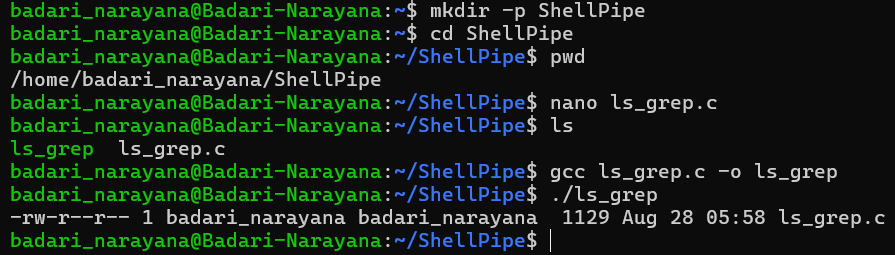 badari_narayana@Badari-Narayana:~$ mkdir -p ShellPipe
badari_narayana@Badari-Narayana:~$ cd ShellPipe
badari_narayana@Badari-Narayana:~/ShellPipe$ pwd
/home/badari_narayana/ShellPipe
badari_narayana@Badari-Narayana:~/ShellPipe$ nano ls_grep.c
badari_narayana@Badari-Narayana:~/ShellPipe$ ls
ls_grep  ls_grep.c
badari_narayana@Badari-Narayana:~/ShellPipe$ gcc ls_grep.c -o ls_grep
badari_narayana@Badari-Narayana:~/ShellPipe$ ./ls_grep
-rw-r--r-- 1 badari_narayana badari_narayana  1129 Aug 28 05:58 ls_grep.c
badari_narayana@Badari-Narayana:~/ShellPipe$